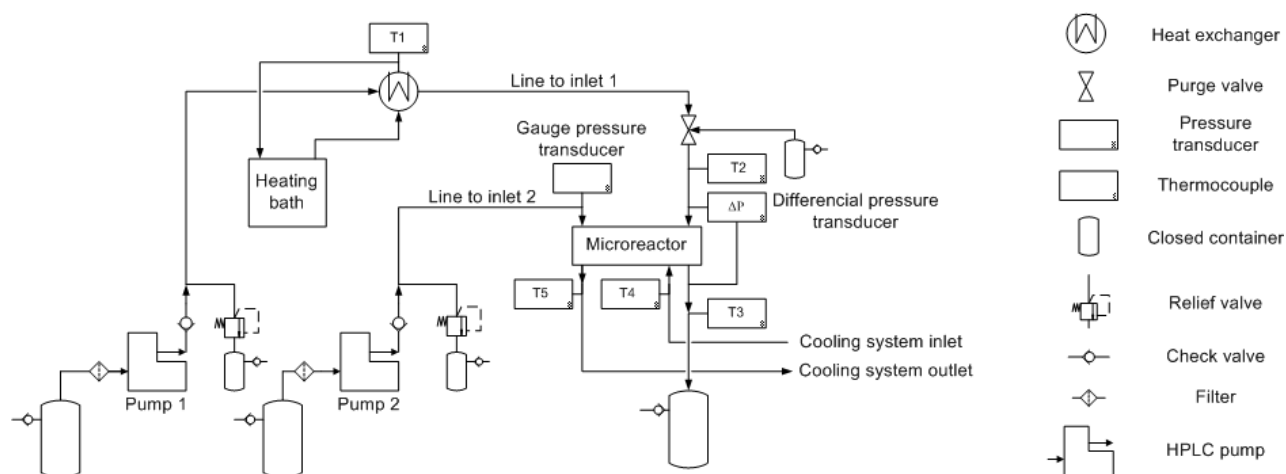 T1
Line to inlet 1
Gauge pressure
transducer
Heating
bath
T2
Line to inlet 2
ΔP
Differencial pressure
transducer
Microreactor
T5
T4
T3
Cooling system inlet
Cooling system outlet
Pump 1
Pump 2
Heat exchanger
Purge valve
Pressure
transducer
Thermocouple
Closed container
Relief valve
Check valve
Filter
HPLC pump